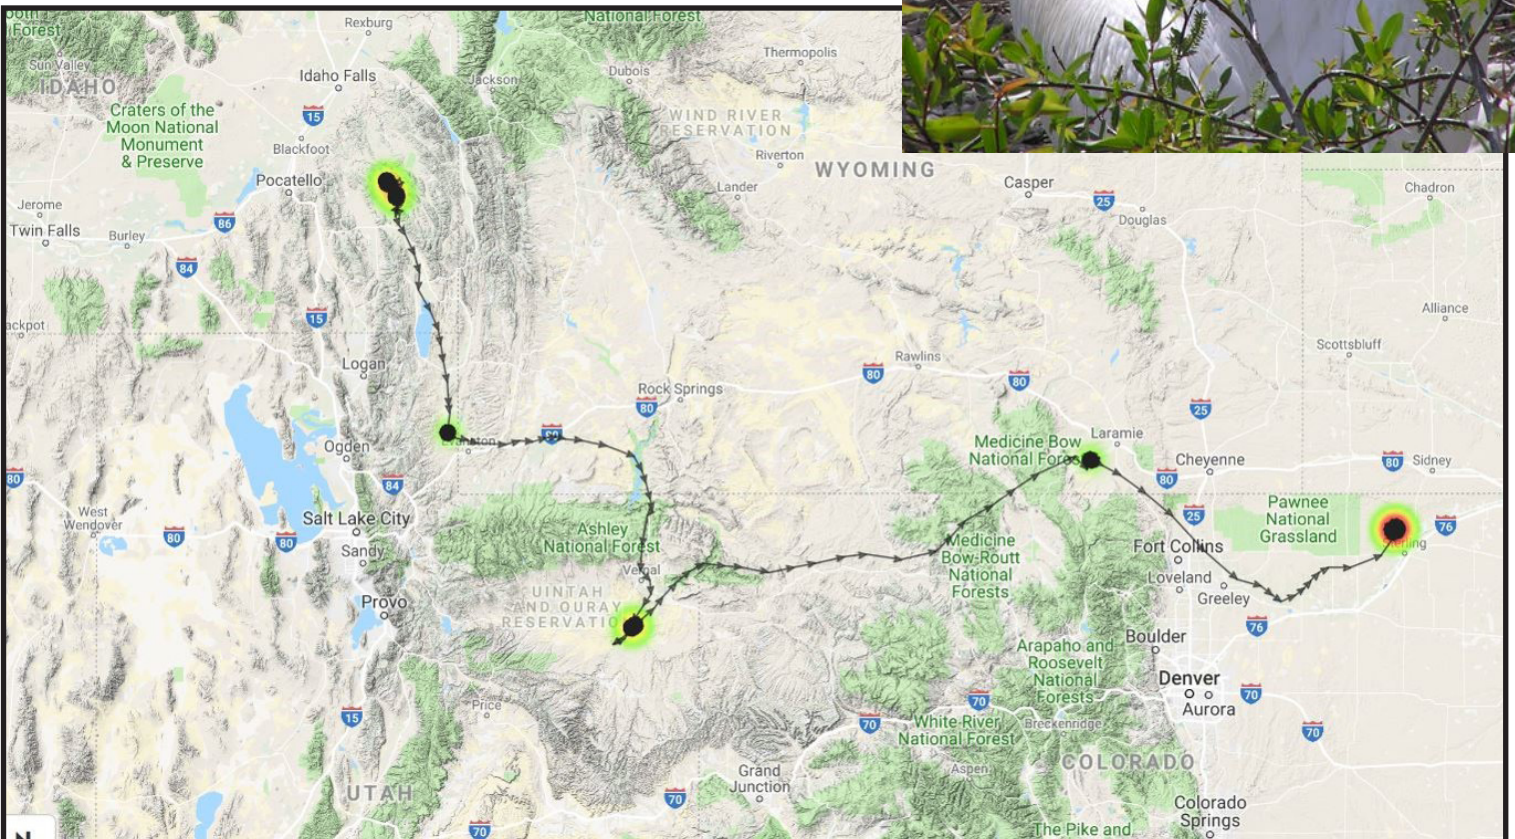 National Forest
Rexburg
Forest
Sun Valley
IDAHO
Idaho Falls
Jackson
Dubois
Thermopolis
Craters of the
Moon National
Monument
& Preserve
15
WIND RIVER
RESERVATION
Blackfoot
Riverton
WYOMING
Pocatello
Lander
Casper
25
Chadron
Jerome
86
Douglas
Twin Falls
Burley
84
15
Alliance
ackpot
Scottsbluff
Logan
Rawlins
80
80
Rock Springs
80
25
Ogden
Evanston
80
Medicine Bow
National Forest
Laramie
Cheyenne
80
Sidney
80
84
80
West
Wendover
Salt Lake City
80
80
Sandy
Ashley
National Forest
25
Pawnee
National
Grassland
76
Sterling
Medicine
Bow-Routt
National
Forests
Fort Collins
Vernal
Loveland
Greeley
UINTAH
AND OURAY
RESERVATIO
Provo
76
Boulder
Arapaho and
Roosevelt
National
Forests
Denver
70
Aurora
Price
15
70
70
White River
National Forest
Breckenridge
70
Grand
Junction
Aspen
COLORADO
UTAH
70
70
Colorado
Springs
The Pike and
N